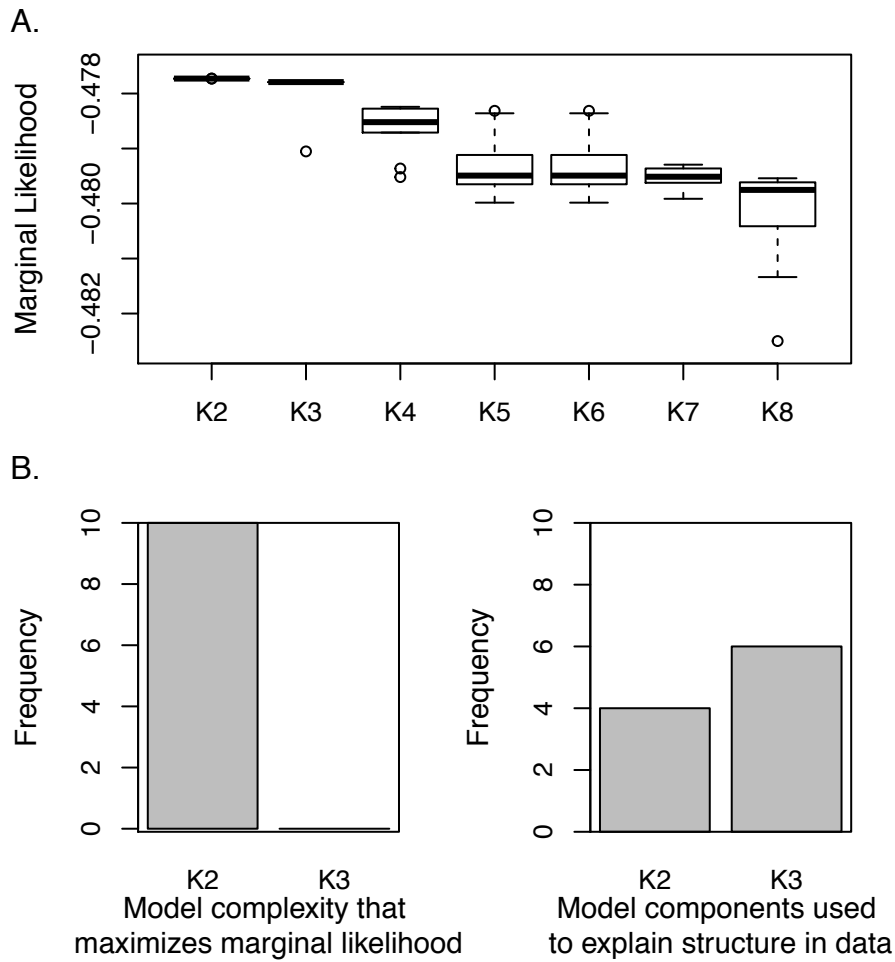 A.
Marginal Likelihood
−0.478
−0.480
−0.482
K2 K3 K4 K5 K6 K7 K8
B.
Frequency
10
8
6
4
2
0
K2 K3
Model complexity that
maximizes marginal likelihood
Frequency
10
8
6
4
2
0
K2 K3
Model components used
to explain structure in data